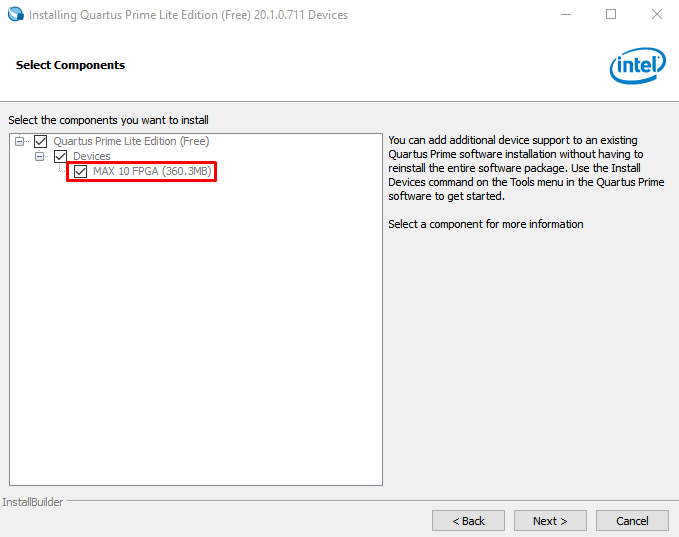 Installing Quartus Prime Lite Edition (Free) 20.1.0.711 Devices
Select Components
intel
Select the components you want to install
Quartus Prime Lite Edition (Free)
Devices
MAX 10 FPGA (360.3MB)
You can add additional device support to an existing
Quartus Prime software installation without having to
reinstall the entire software package. Use the Install
Devices command on the Tools menu in the Quartus Prime
software to get started.
Select a component for more information
InstallBuilder
< Back
Next >
Cancel